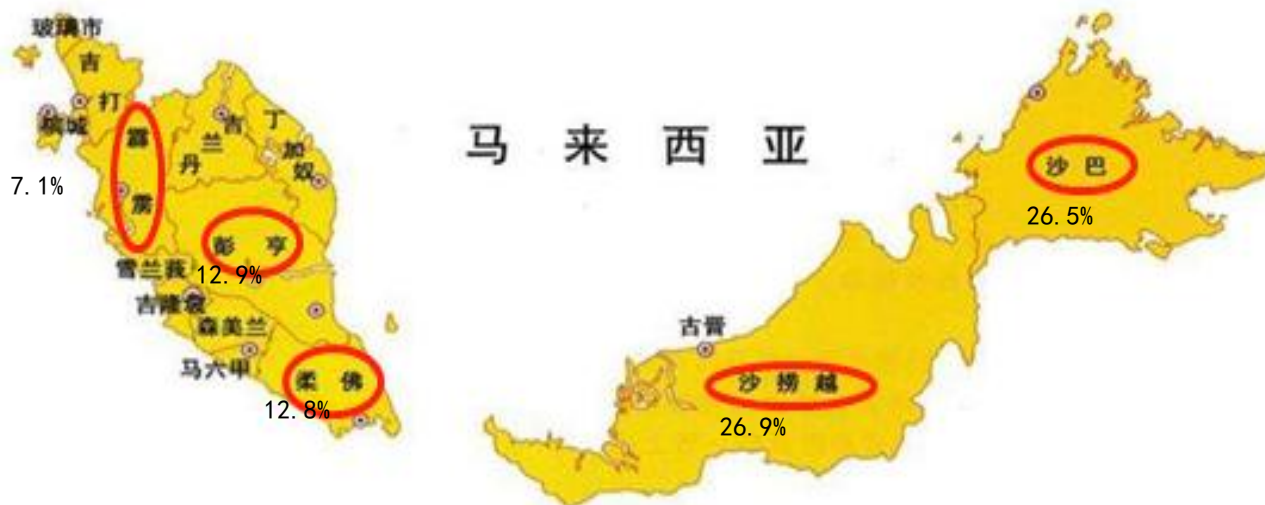 玻璃市
吉打
槟城
霹雳
吉兰丹
丁加奴
7.1%
彭亨
12.9%
雪兰莪
吉隆坡
森美兰
马六甲
柔佛
12.8%
马来西亚
沙巴
26.5%
古晋
沙捞越
26.9%